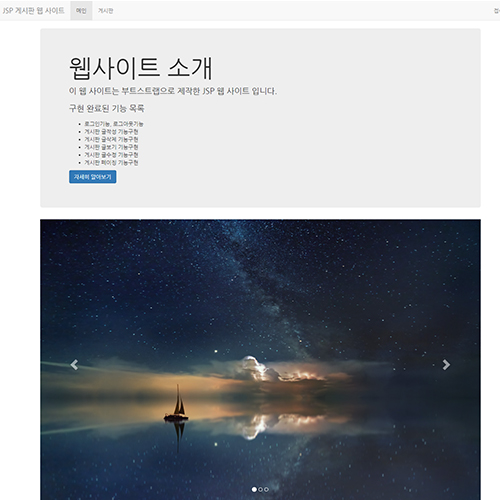 JSP 게시판 웹 사이트
메인
게시판
웹사이트 소개
이 웹 사이트는 부트스트랩으로 제작한 JSP 웹 사이트 입니다.
구현 완료된 기능 목록
로그인기능, 로그아웃기능
게시판 글작성 기능구현
게시판 글삭제 기능구현
게시판 글보기 기능구현
게시판 글수정 기능구현
게시판 페이징 기능구현
자세히 알아보기